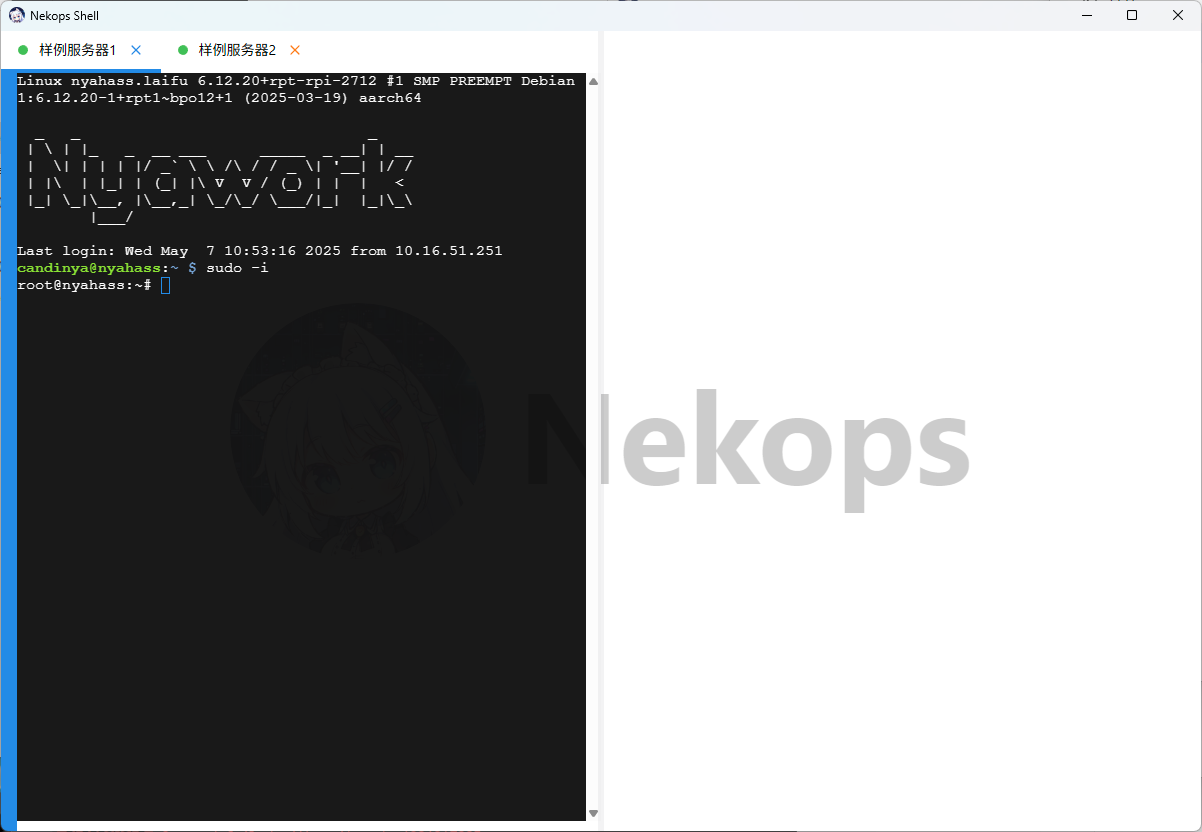 Nekops Shell
样例服务器1
样例服务器2
Linux nyahass.laifu 6.12.20+rpt-rpi-2712 #1 SMP PREEMPT Debian
1:6.12.20-1+rpt1~bpo12+1 (2025-03-19) aarch64
Nyawork
Last login: Wed May  7 10:53:16 2025 from 10.16.51.251
candinya@nyahass:~ $ sudo -i
root@nyahass:~#
Nekops